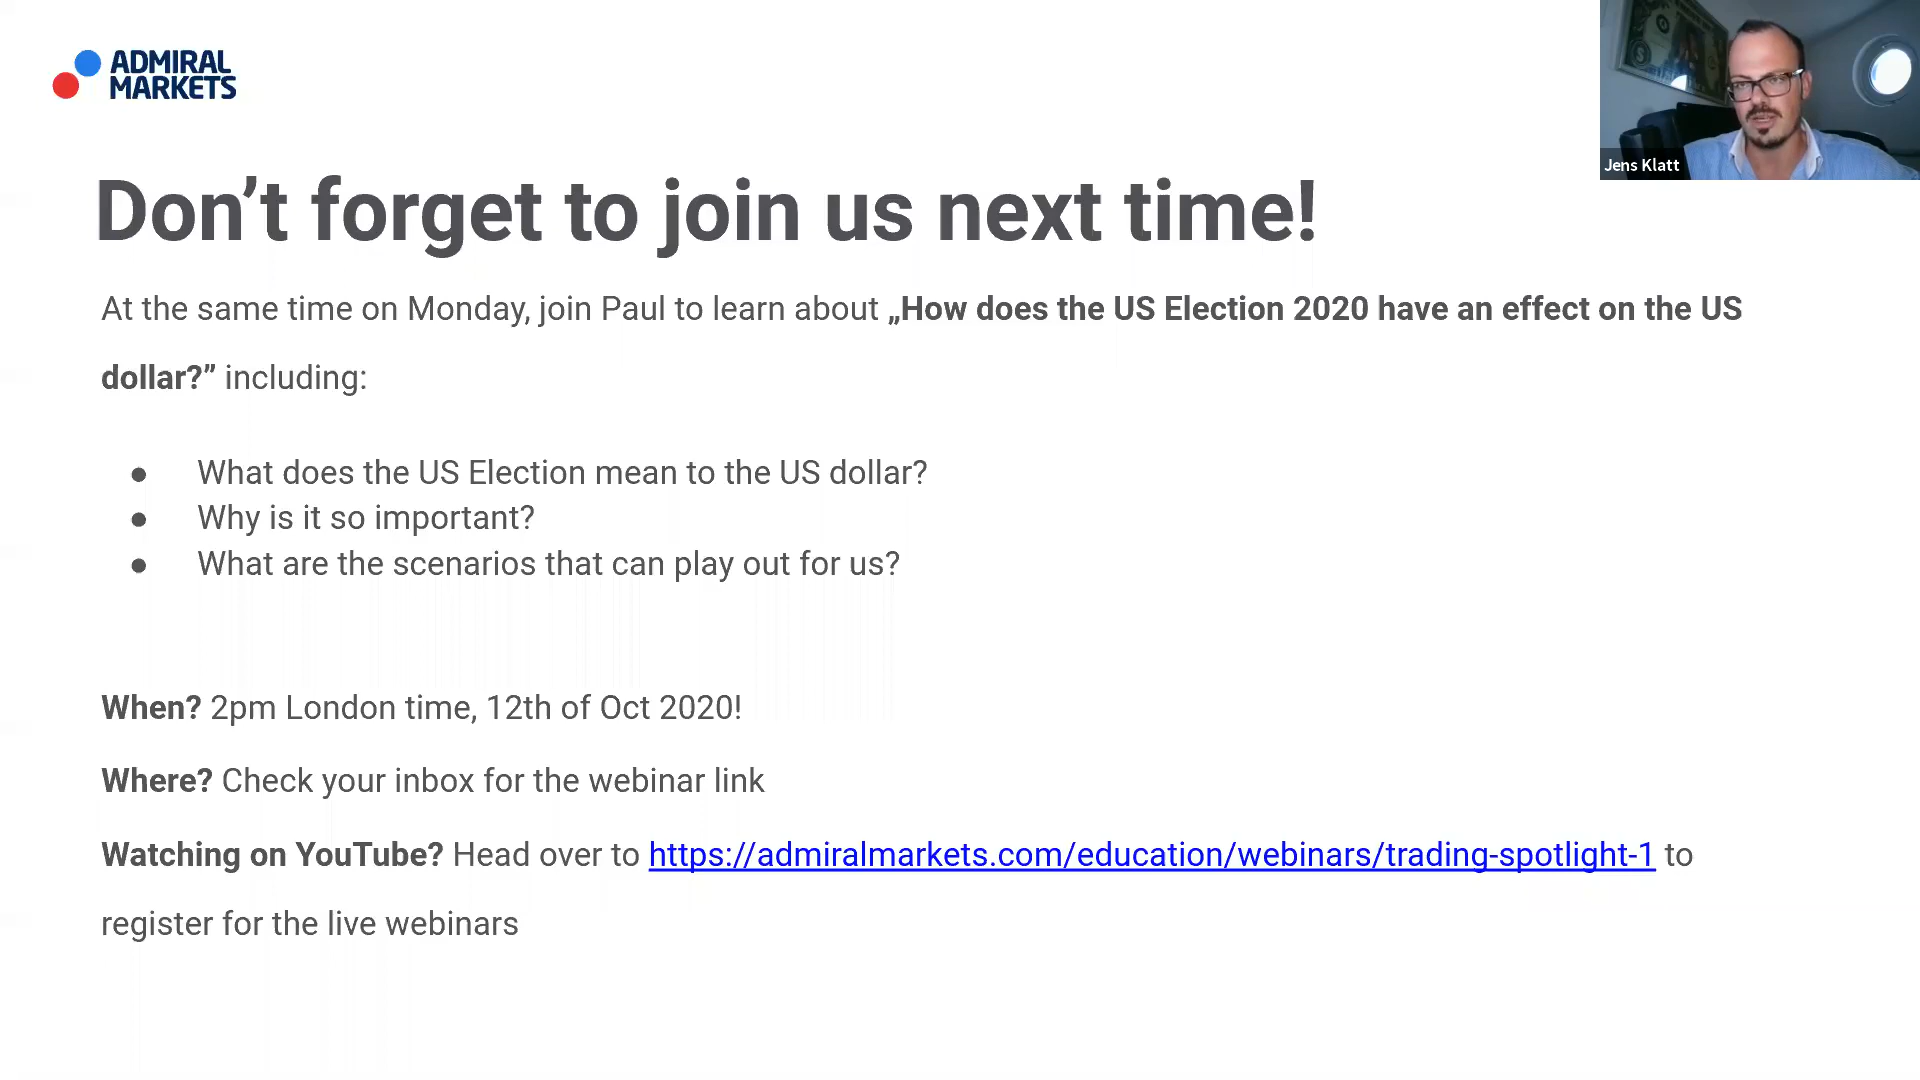 ADMIRAL
MARKETS
Jens Klatt
Don’t forget to join us next time!
At the same time on Monday, join Paul to learn about „How does the US Election 2020 have an effect on the US
dollar?” including:
● What does the US Election mean to the US dollar?
● Why is it so important?
● What are the scenarios that can play out for us?
When? 2pm London time, 12th of Oct 2020!
Where? Check your inbox for the webinar link
Watching on YouTube? Head over to https://admiralmarkets.com/education/webinars/trading-spotlight-1 to
register for the live webinars